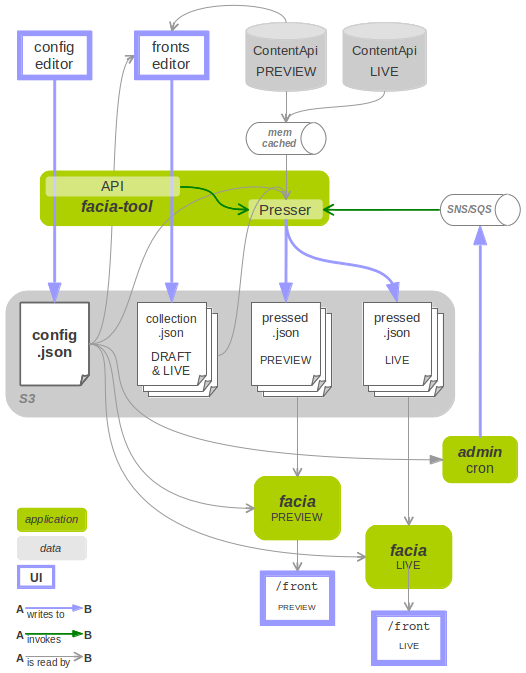 config
editor
fronts
editor
ContentApi
PREVIEW
ContentApi
LIVE
mem
cached
API
facia-tool
Presser
SNS/SQS
config
.json
collection
.json
DRAFT
& LIVE
pressed
.json
PREVIEW
pressed
.json
LIVE
S3
admin
cron
facia
PREVIEW
facia
LIVE
/front
PREVIEW
/front
LIVE
application
data
UI
A writes to B
A invokes B
A is read by B